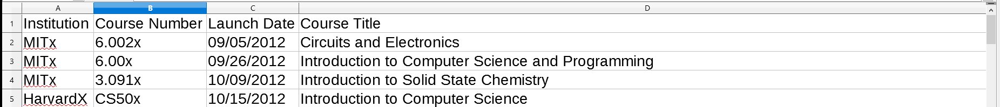 A B C D
1 Institution Course Number Launch Date Course Title
2 MITx 6.002x 09/05/2012 Circuits and Electronics
3 MITx 6.00x 09/26/2012 Introduction to Computer Science and Programming
4 MITx 3.091x 10/09/2012 Introduction to Solid State Chemistry
5 HarvardX CS50x 10/15/2012 Introduction to Computer Science